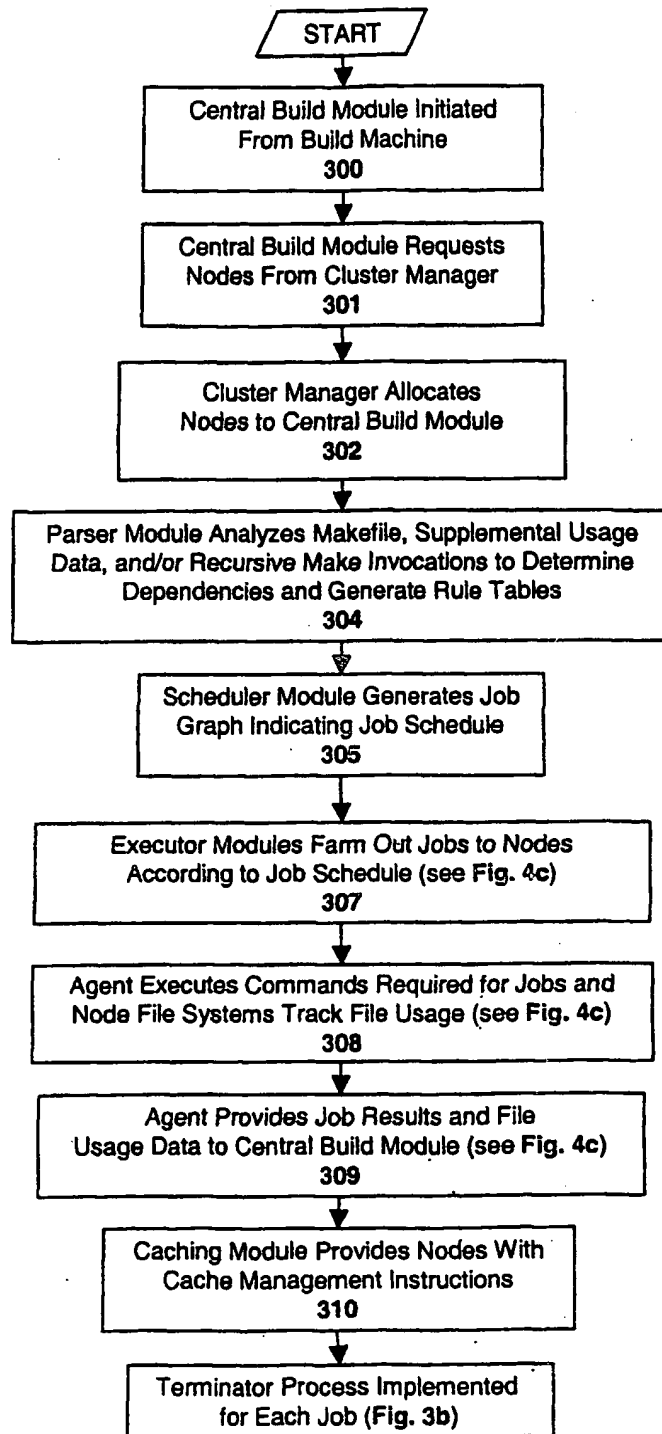 START
Central Build Module Initiated
From Build Machine
300
Central Build Module Requests
Nodes From Cluster Manager
301
Cluster Manager Allocates
Nodes to Central Build Module
302
Parser Module Analyzes Makefile, Supplemental Usage
Data, and/or Recursive Make Invocations to Determine
Dependencies and Generate Rule Tables
304
Scheduler Module Generates Job
Graph Indicating Job Schedule
305
Executor Modules Farm Out Jobs to Nodes
According to Job Schedule (see Fig. 4c)
307
Agent Executes Commands Required for Jobs and
Node File Systems Track File Usage (see Fig. 4c)
308
Agent Provides Job Results and File
Usage Data to Central Build Module (see Fig. 4c)
309
Caching Module Provides Nodes With
Cache Management Instructions
310
Terminator Process Implemented
for Each Job (Fig. 3b)